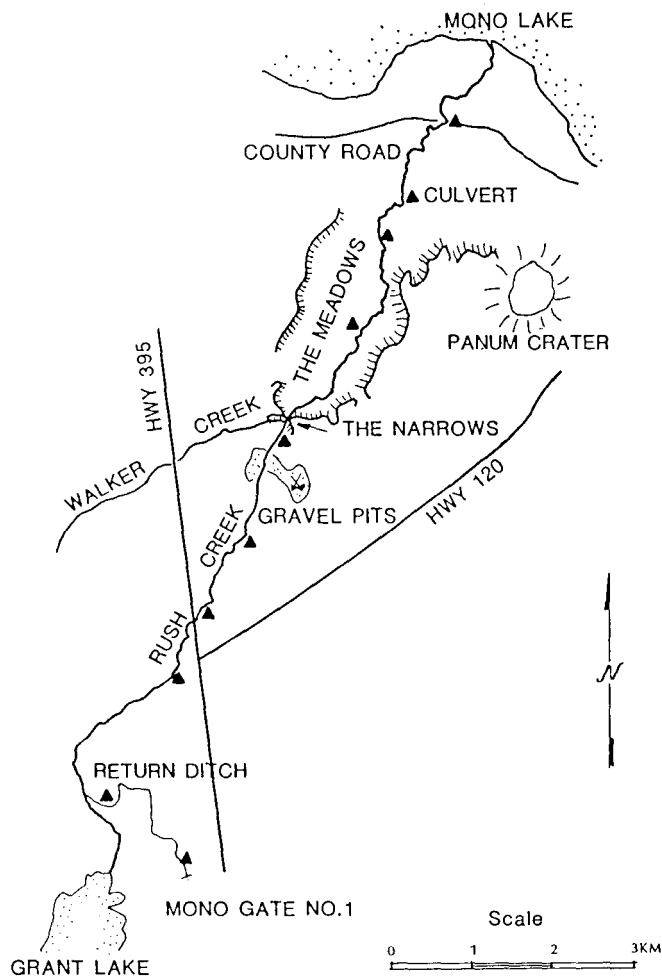 MONO LAKE
COUNTY ROAD
CULVERT
THE MEADOWS
PANUM CRATER
HWY 395
CREEK
THE NARROWS
WALKER
HWY 120
GRAVEL PITS
CREEK
RUSH
N
RETURN DITCH
MONO GATE NO.1
Scale
GRANT LAKE
0 1 2 3KM